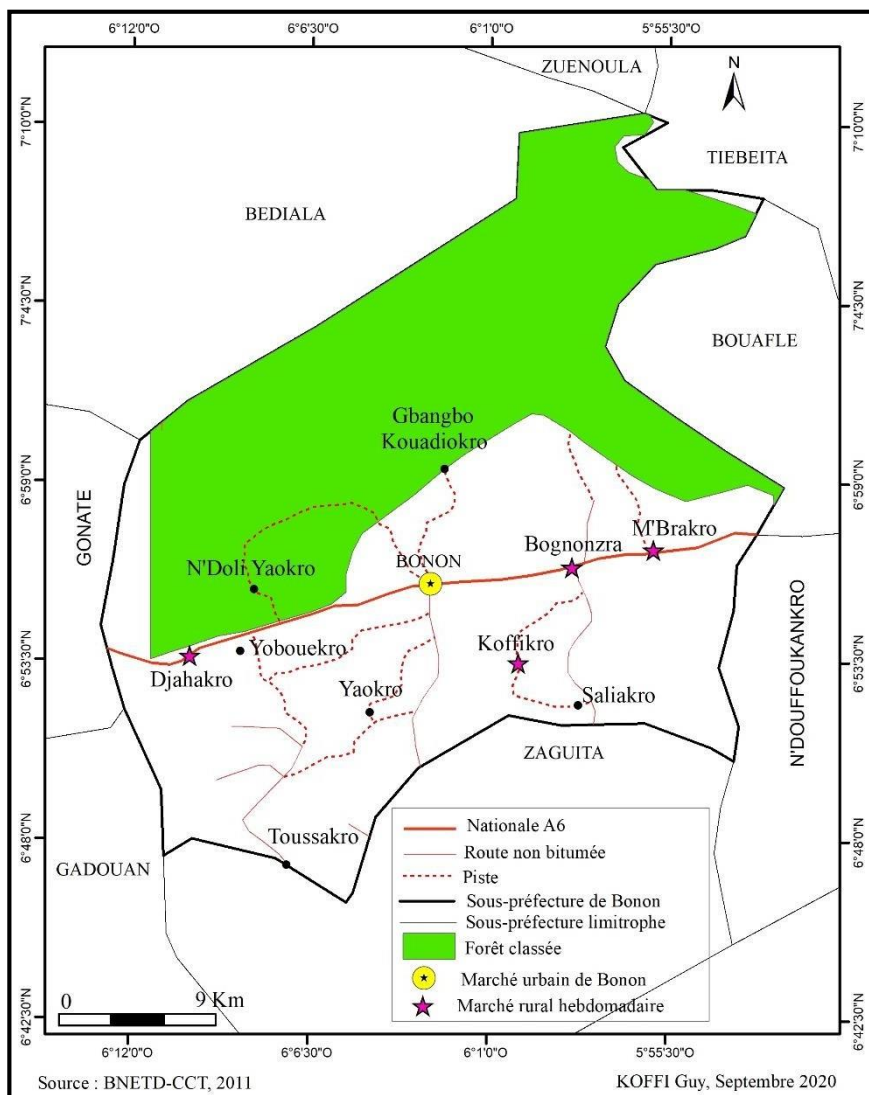 6°12'0"O
6°6'30"O
6°1'0"O
5°55'30"O
ZUENOULA
N
7°10'0"N
7°10'0"N
TIEBEITA
BEDIALA
7°4'30"N
7°4'30"N
BOUAFLE
Gbangbo
Kouadiokro
6°59'0"N
6°59'0"N
GONATE
M'Brakro
Bognonzra
BONON
N'Doli Yaokro
Yobouekro
Koffikro
6°53'30"N
6°53'30"N
Djahakro
N'DOUFFOUKANKRO
Yaokro
Saliakro
ZAGUITA
Toussakro
6°48'0"N
6°48'0"N
GADOUAN
Nationale A6
Route non bitumée
Piste
Sous-préfecture de Bonon
Sous-préfecture limitrophe
Forêt classée
Marché urbain de Bonon
Marché rural hebdomadaire
0
9 Km
6°42'30"N
6°42'30"N
6°12'0"O
6°6'30"O
6°1'0"O
5°55'30"O
Source : BNETD-CCT, 2011
KOFFI Guy, Septembre 2020